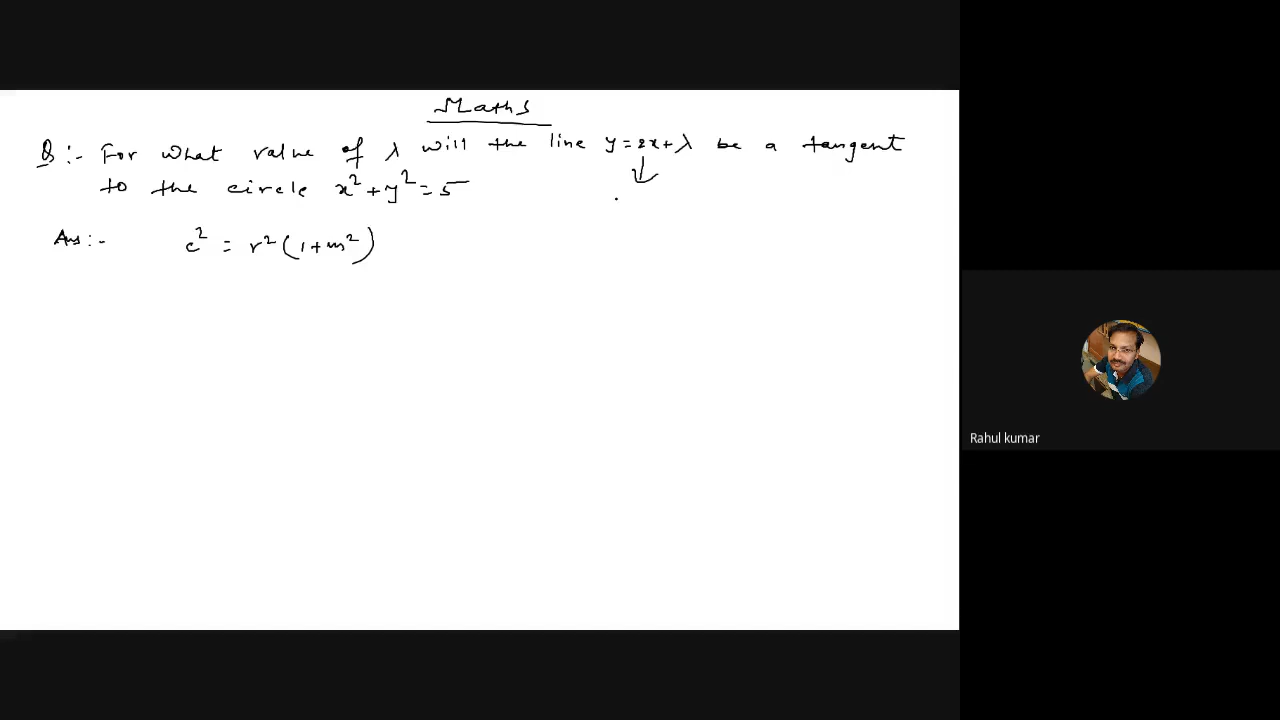 Maths
Q :- For what value of λ will the line y = 2x + λ be a tangent
to the circle x² + y² = 5
Ans :- c² = r² (1 + m²)
Rahul kumar